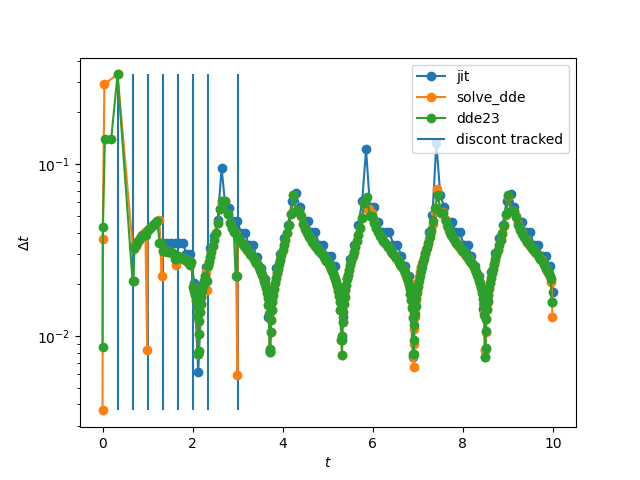 jit
solve_dde
dde23
discont tracked
10⁻¹
10⁻²
Δt
0
2
4
6
8
10
t